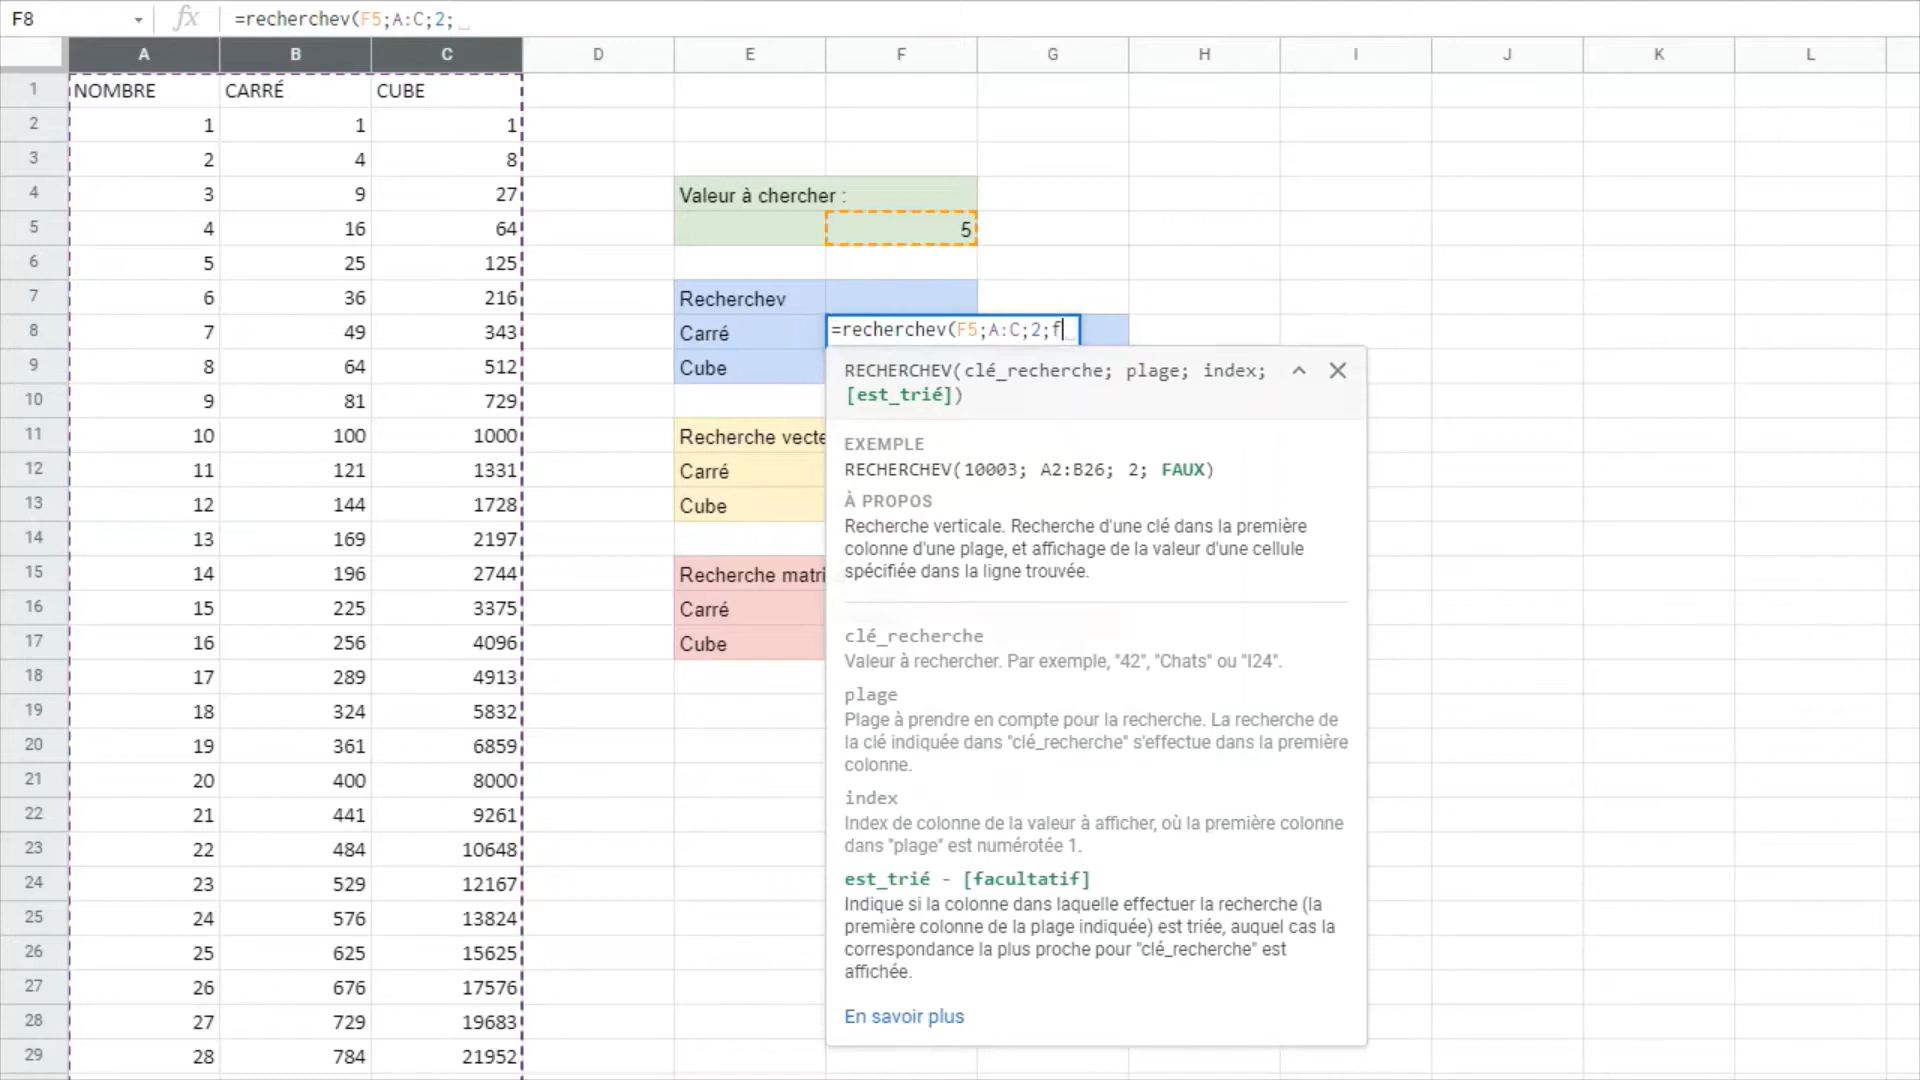 F8 fx =recherchev(F5;A:C;2;
A B C D E F G H I J K L
1 NOMBRE CARRÉ CUBE
2 1 1 1
3 2 4 8
4 3 9 27 Valeur à chercher :
5 4 16 64 5
6 5 25 125
7 6 36 216 Recherchev
8 7 49 343 Carré =recherchev(F5;A:C;2;f
9 8 64 512 Cube
10 9 81 729
11 10 100 1000 Recherche vecte
12 11 121 1331 Carré
13 12 144 1728 Cube
14 13 169 2197
15 14 196 2744 Recherche matri
16 15 225 3375 Carré
17 16 256 4096 Cube
18 17 289 4913
19 18 324 5832
20 19 361 6859
21 20 400 8000
22 21 441 9261
23 22 484 10648
24 23 529 12167
25 24 576 13824
26 25 625 15625
27 26 676 17576
28 27 729 19683
29 28 784 21952
RECHERCHEV(clé_recherche; plage; index;
[est_trié])
EXEMPLE
RECHERCHEV(10003; A2:B26; 2; FAUX)
À PROPOS
Recherche verticale. Recherche d'une clé dans la première
colonne d'une plage, et affichage de la valeur d'une cellule
spécifiée dans la ligne trouvée.
clé_recherche
Valeur à rechercher. Par exemple, "42", "Chats" ou "I24".
plage
Plage à prendre en compte pour la recherche. La recherche de
la clé indiquée dans "clé_recherche" s'effectue dans la première
colonne.
index
Index de colonne de la valeur à afficher, où la première colonne
dans "plage" est numérotée 1.
est_trié - [facultatif]
Indique si la colonne dans laquelle effectuer la recherche (la
première colonne de la plage indiquée) est triée, auquel cas la
correspondance la plus proche pour "clé_recherche" est
affichée.
En savoir plus